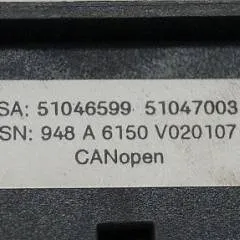 SA: 51046599 51047003
SN: 948 A 6150 V020107
CANopen